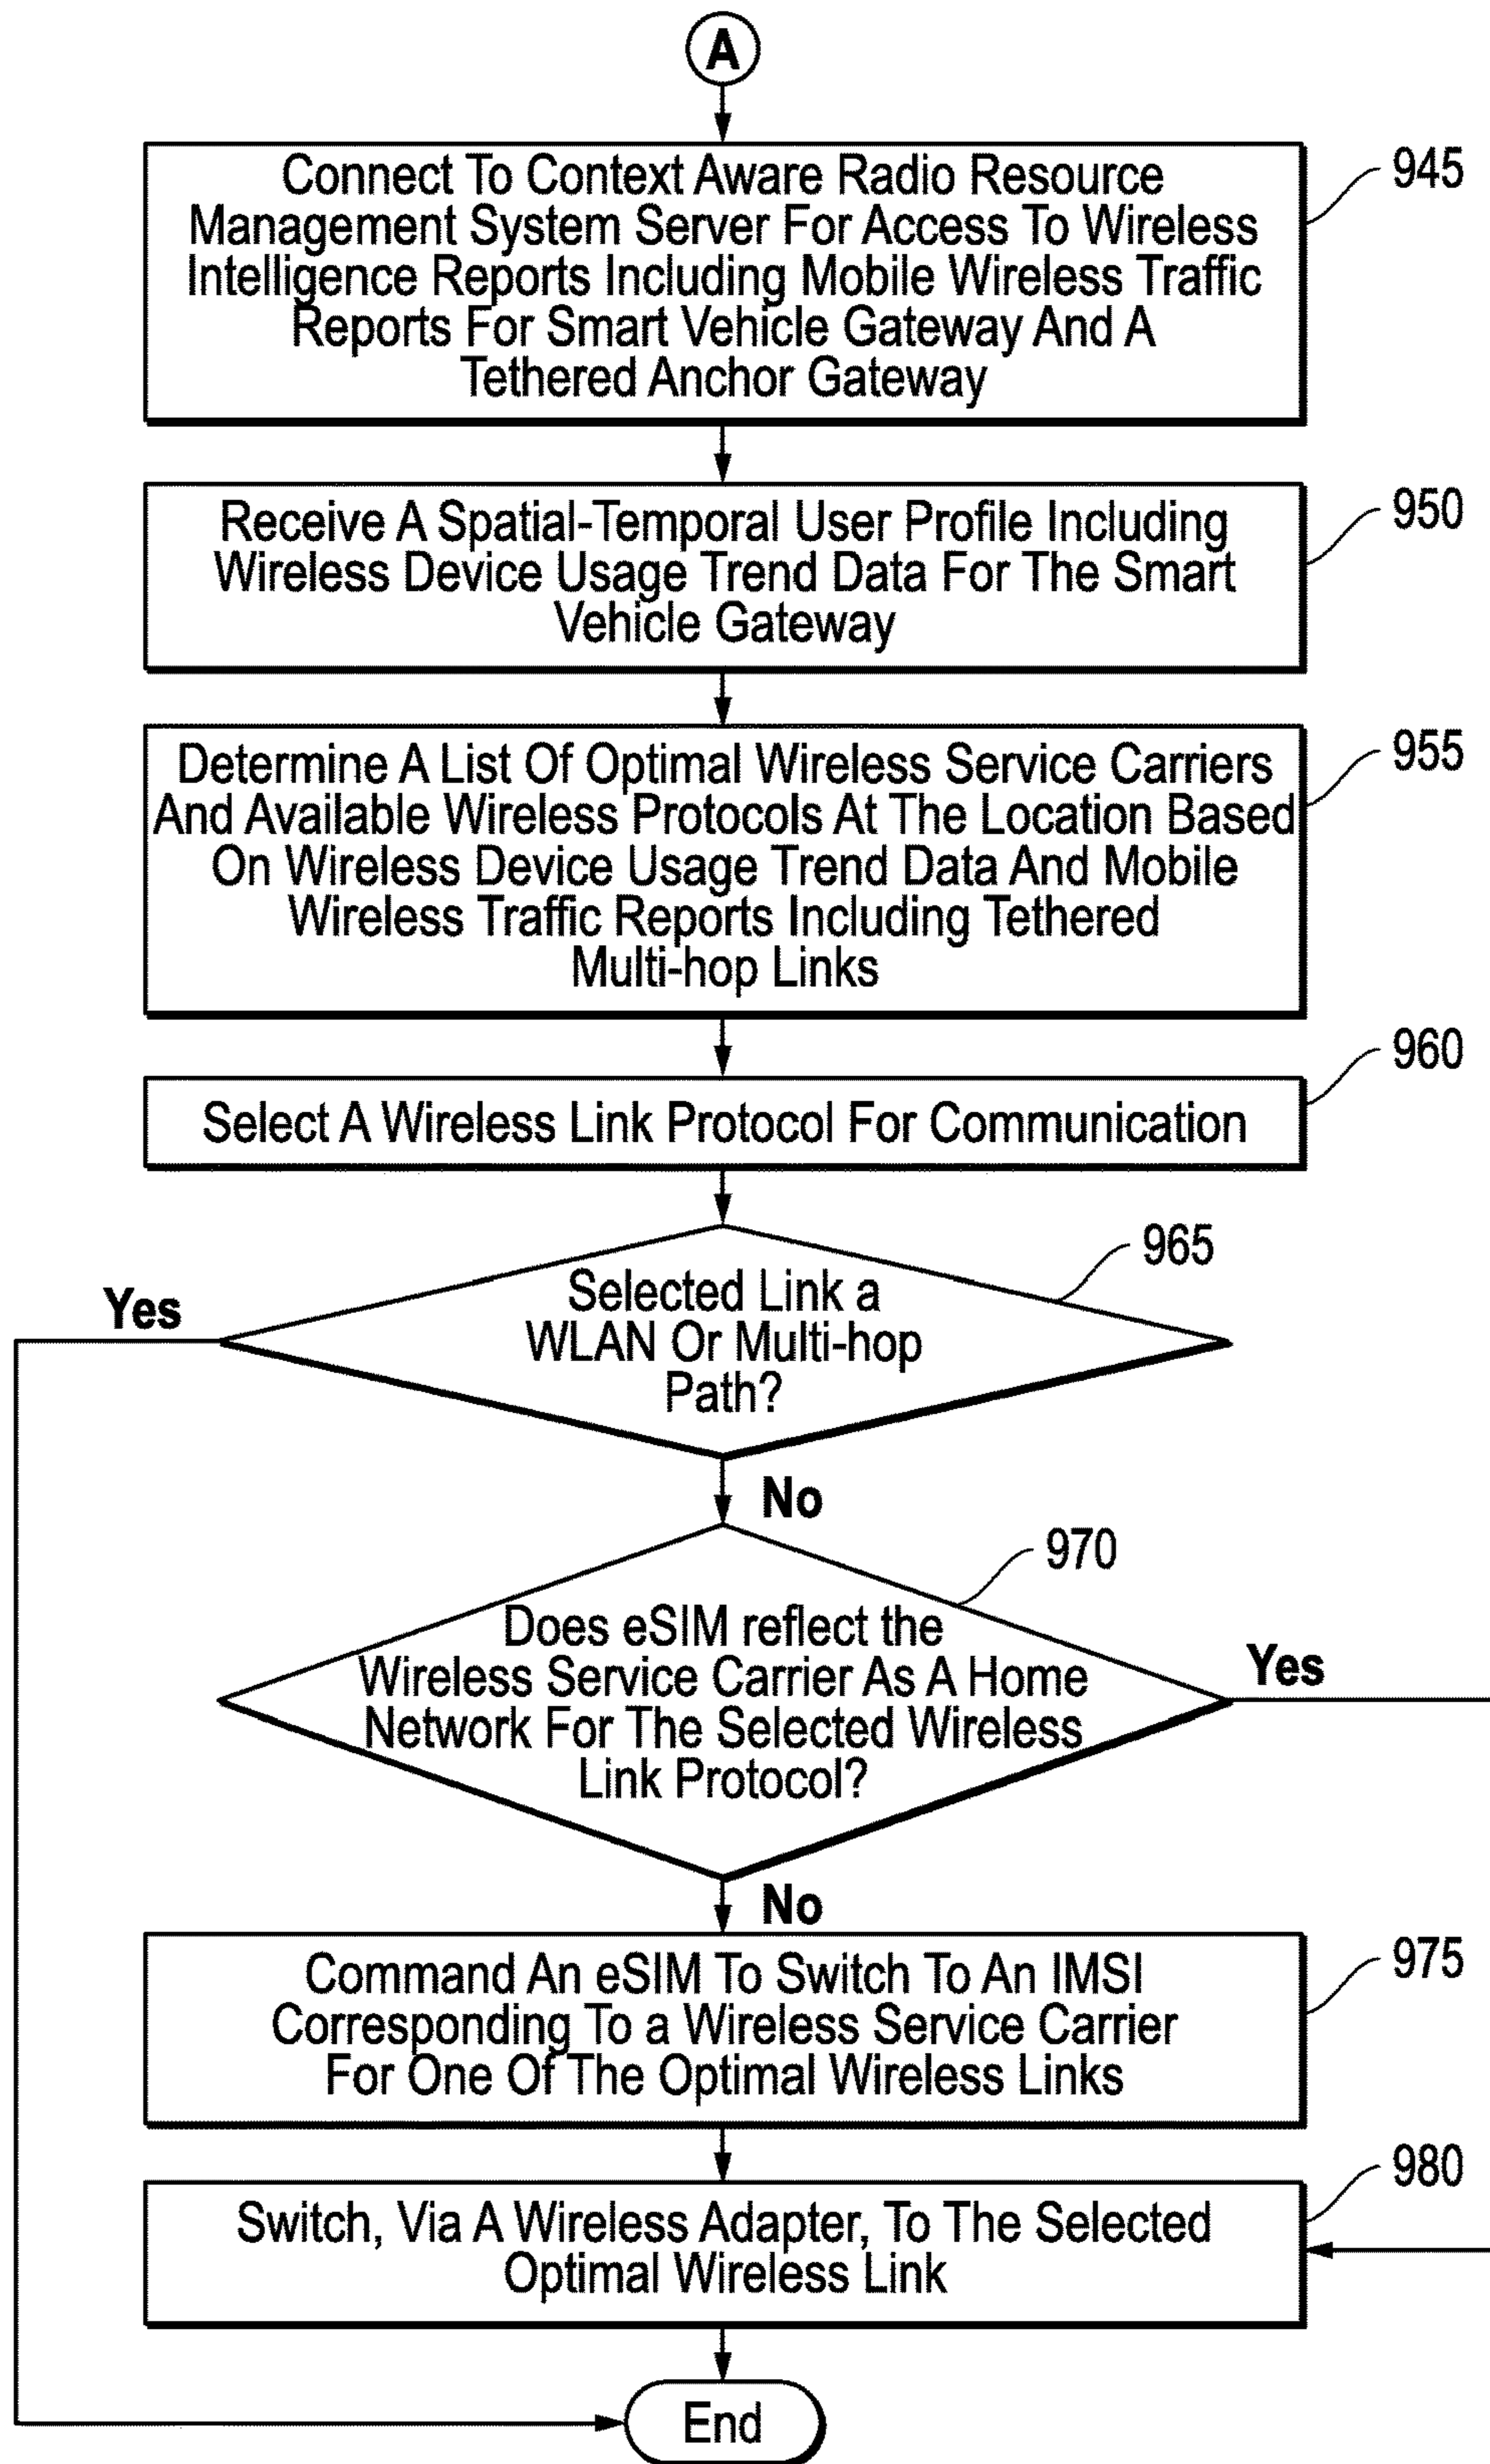 A
Connect To Context Aware Radio Resource
Management System Server For Access To Wireless
Intelligence Reports Including Mobile Wireless Traffic
Reports For Smart Vehicle Gateway And A
Tethered Anchor Gateway
945
Receive A Spatial-Temporal User Profile Including
Wireless Device Usage Trend Data For The Smart
Vehicle Gateway
950
Determine A List Of Optimal Wireless Service Carriers
And Available Wireless Protocols At The Location Based
On Wireless Device Usage Trend Data And Mobile
Wireless Traffic Reports Including Tethered
Multi-hop Links
955
Select A Wireless Link Protocol For Communication
960
Selected Link a
WLAN Or Multi-hop
Path?
965
Yes
No
Does eSIM reflect the
Wireless Service Carrier As A Home
Network For The Selected Wireless
Link Protocol?
970
Yes
No
Command An eSIM To Switch To An IMSI
Corresponding To a Wireless Service Carrier
For One Of The Optimal Wireless Links
975
Switch, Via A Wireless Adapter, To The Selected
Optimal Wireless Link
980
End